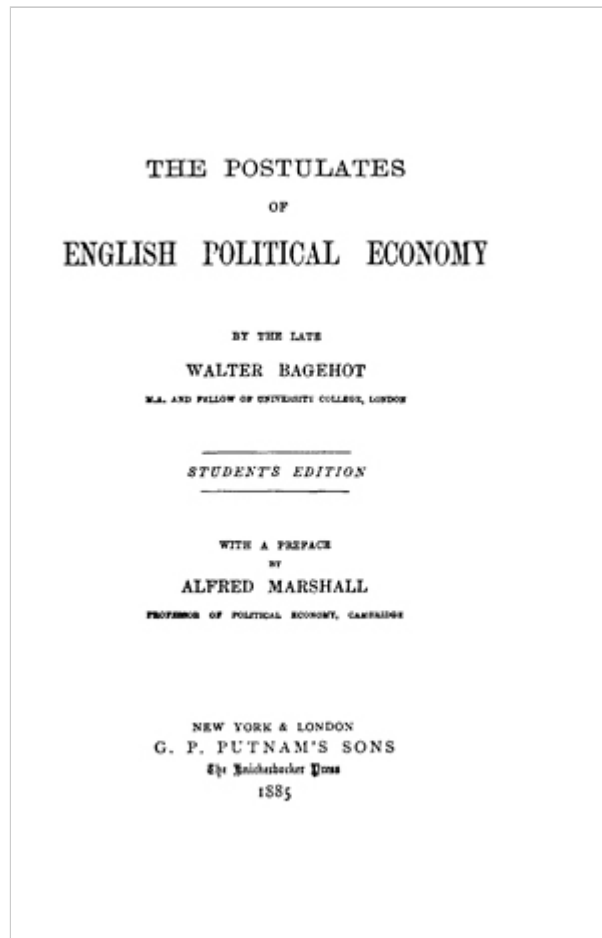 THE POSTULATES
OF
ENGLISH POLITICAL ECONOMY
BY THE LATE
WALTER BAGEHOT
M.A. AND FELLOW OF UNIVERSITY COLLEGE, LONDON
STUDENT'S EDITION
WITH A PREFACE
BY
ALFRED MARSHALL
PROFESSOR OF POLITICAL ECONOMY, CAMBRIDGE
NEW YORK & LONDON
G. P. PUTNAM'S SONS
The Knickerbocker Press
1885